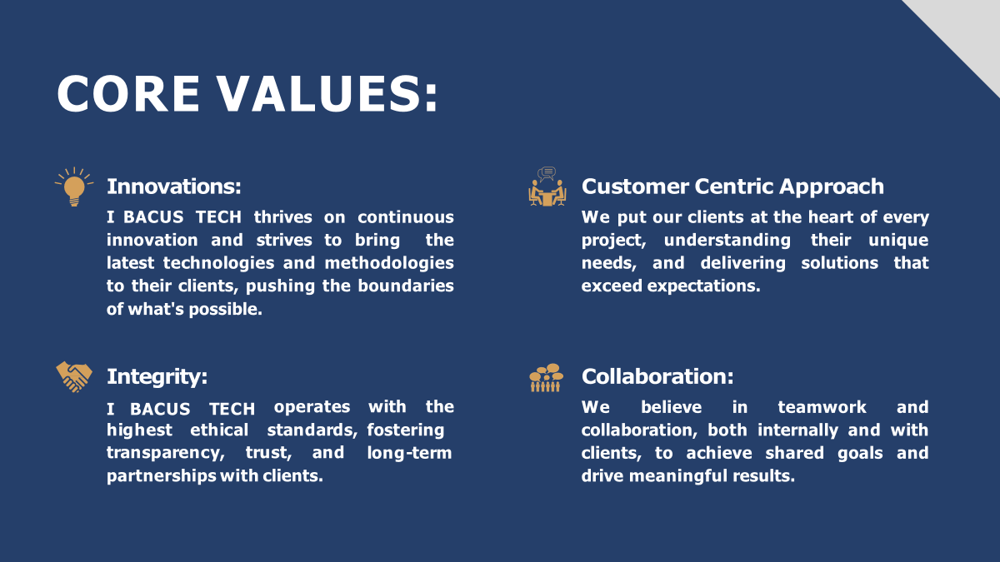 CORE VALUES:
Innovations:
I BACUS TECH thrives on continuous
innovation and strives to bring the
latest technologies and methodologies
to their clients, pushing the boundaries
of what's possible.
Customer Centric Approach
We put our clients at the heart of every
project, understanding their unique
needs, and delivering solutions that
exceed expectations.
Integrity:
I BACUS TECH operates with the
highest ethical standards, fostering
transparency, trust, and long-term
partnerships with clients.
Collaboration:
We believe in teamwork and
collaboration, both internally and with
clients, to achieve shared goals and
drive meaningful results.